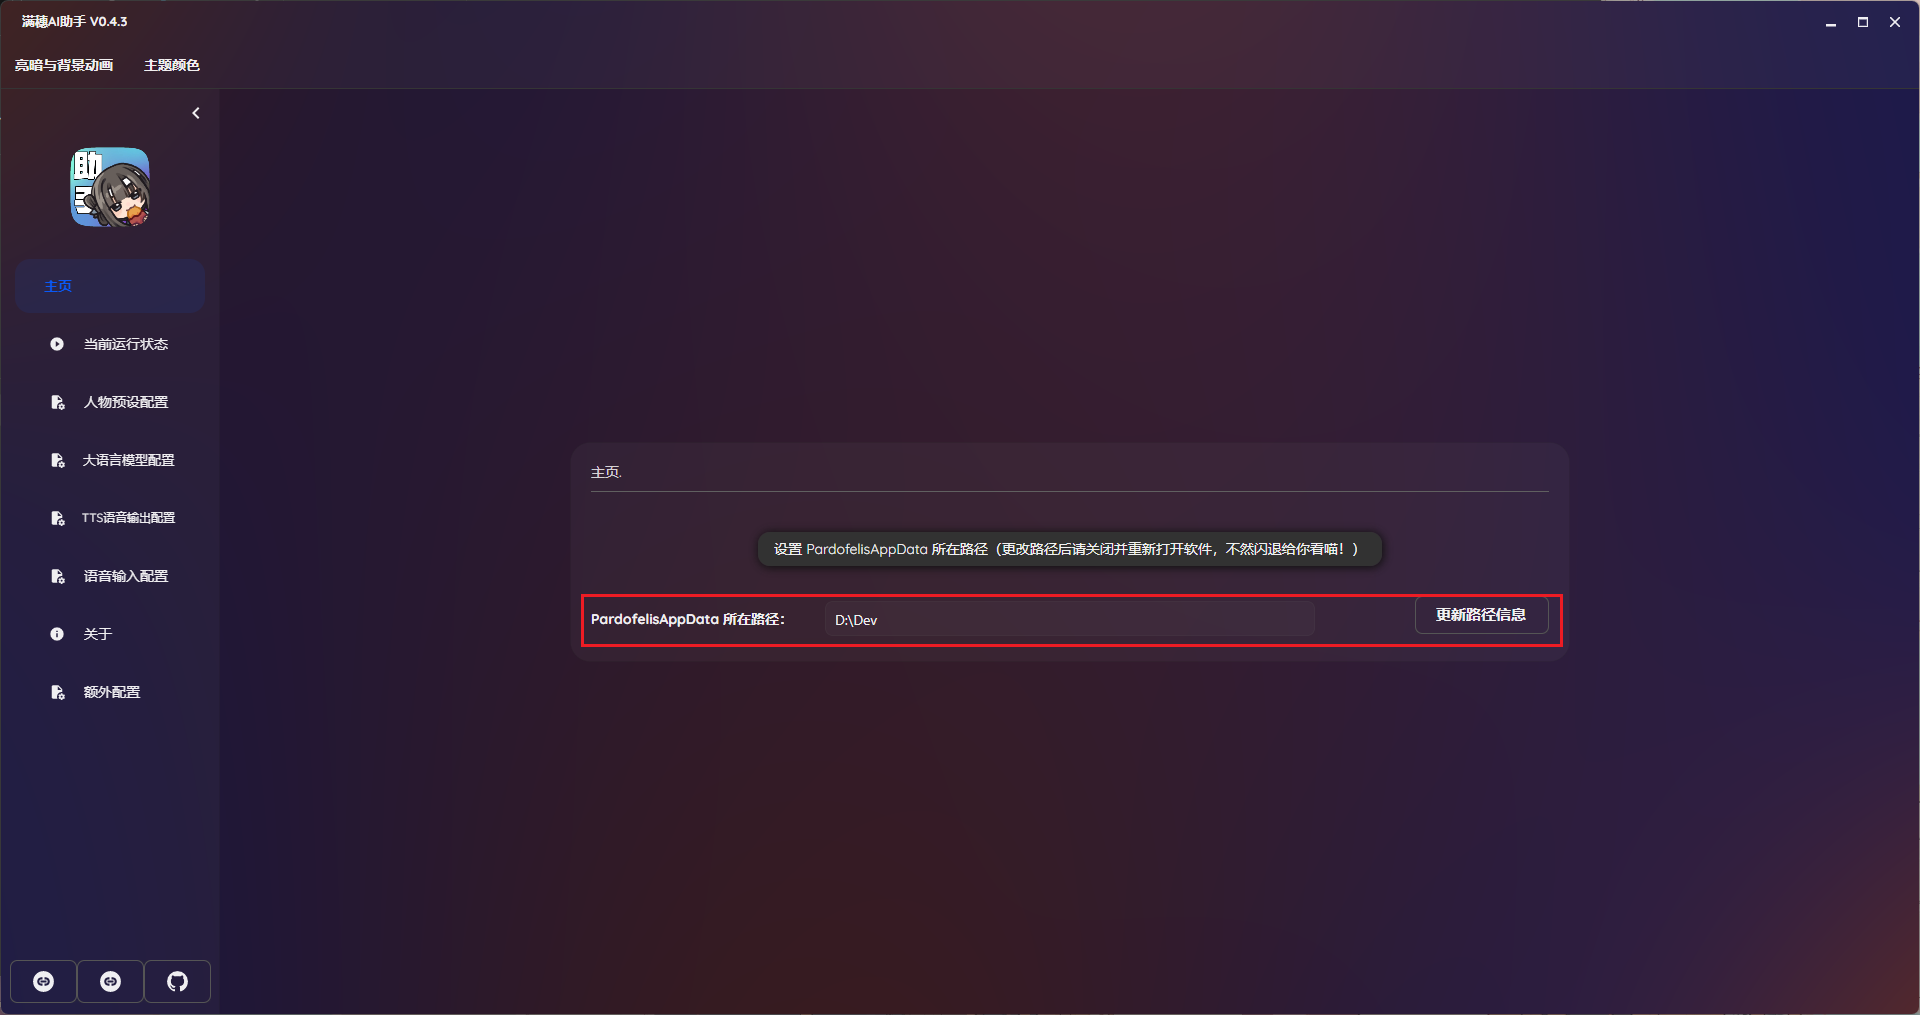 满穗AI助手 V0.4.3
亮暗与背景动画 主题颜色
助
主页
当前运行状态
人物预设配置
大语言模型配置
TTS语音输出配置
语音输入配置
关于
额外配置
主页.
设置 PardofelisAppData 所在路径（更改路径后请关闭并重新打开软件，不然闪退给你看喵！）
PardofelisAppData 所在路径： D:\Dev 更新路径信息